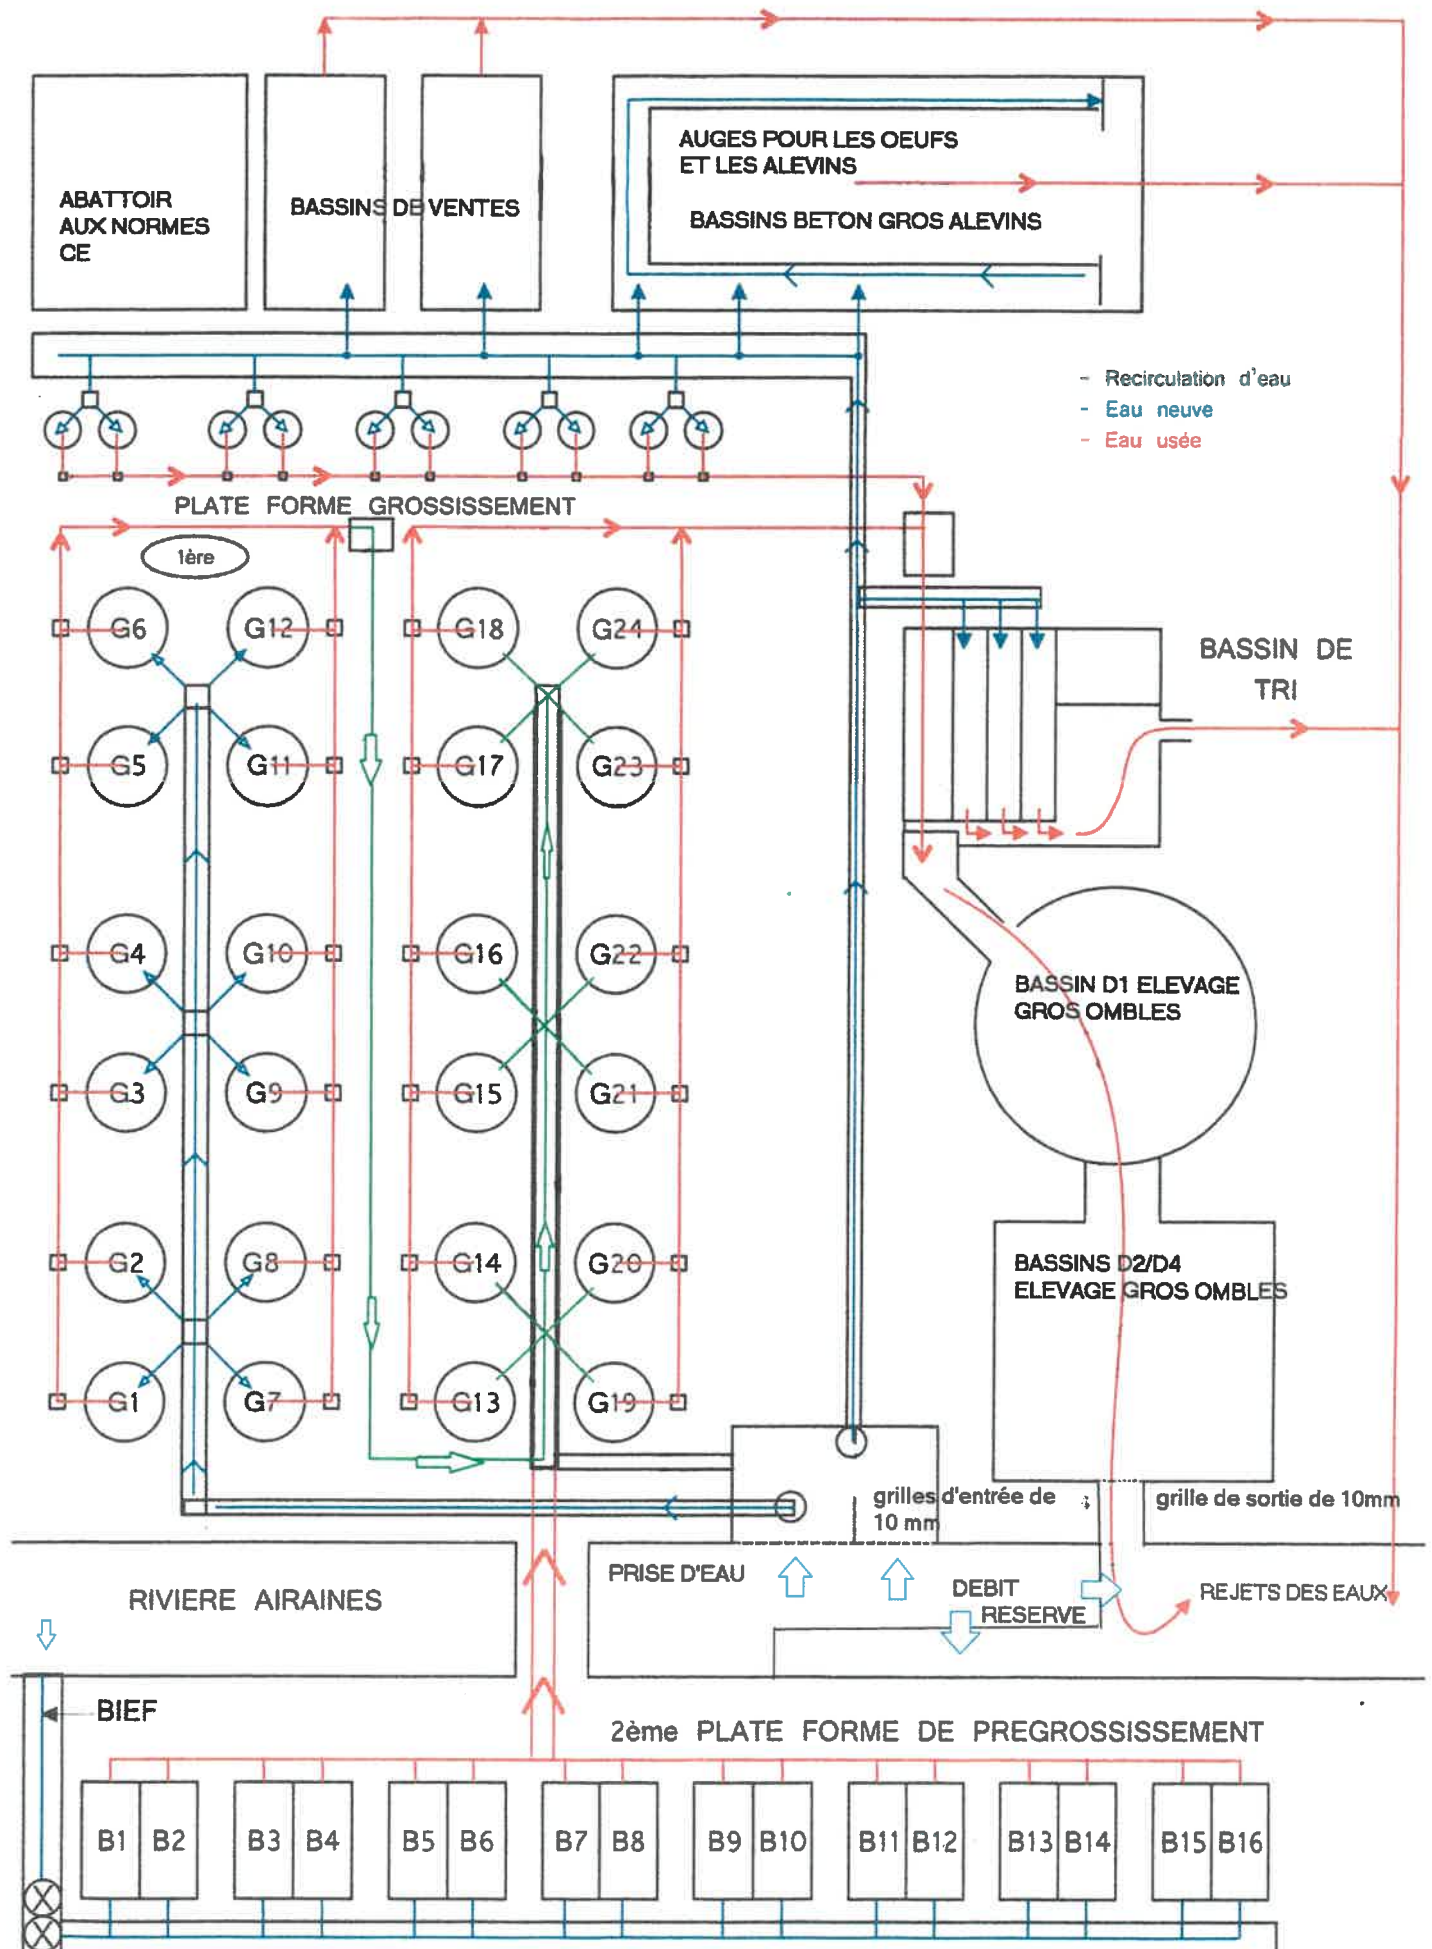 ABATTOIR
AUX NORMES
CE
BASSINS DE VENTES
AUGES POUR LES OEUFS
ET LES ALEVINS
BASSINS BETON GROS ALEVINS
- Recirculation d'eau
- Eau neuve
- Eau usée
PLATE FORME GROSSISSEMENT
1ère
G6 G12 G18 G24
BASSIN DE
TRI
G5 G11 G17 G23
G4 G10 G16 G22
BASSIN D1 ELEVAGE
GROS OMBLES
G3 G9 G15 G21
G2 G8 G14 G20
BASSINS D2/D4
ELEVAGE GROS OMBLES
G1 G7 G13 G19
grilles d'entrée de
10 mm
grille de sortie de 10mm
PRISE D'EAU
RIVIERE AIRAINES
DEBIT
RESERVE
REJETS DES EAUX
BIEF
2ème PLATE FORME DE PREGROSSISSEMENT
B1 B2 B3 B4 B5 B6 B7 B8 B9 B10 B11 B12 B13 B14 B15 B16